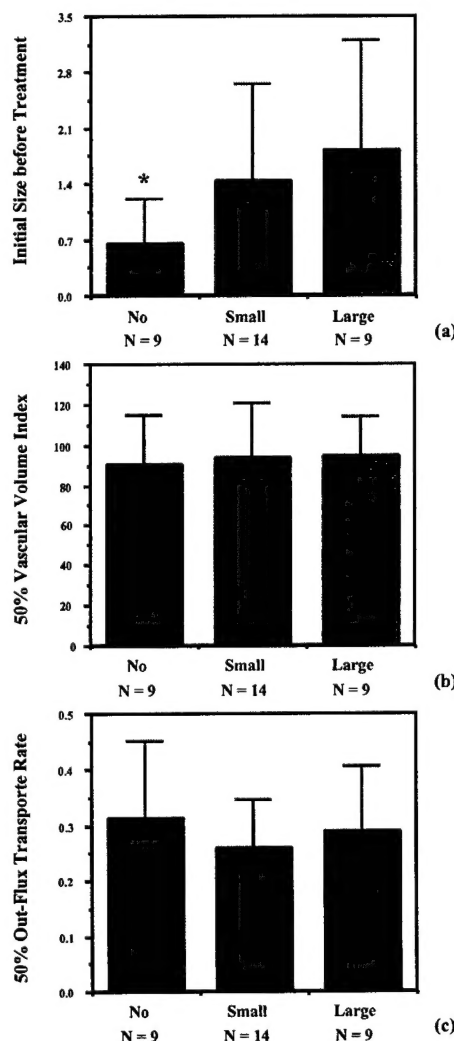 Initial Size before Treatment
3.5
2.8
2.1
1.4
0.7
0.0
*
No Small Large
N = 9 N = 14 N = 9
(a)
50% Vascular Volume Index
140
120
100
80
60
40
20
0
No Small Large
N = 9 N = 14 N = 9
(b)
50% Out-Flux Transporte Rate
0.5
0.4
0.3
0.2
0.1
0.0
No Small Large
N = 9 N = 14 N = 9
(c)